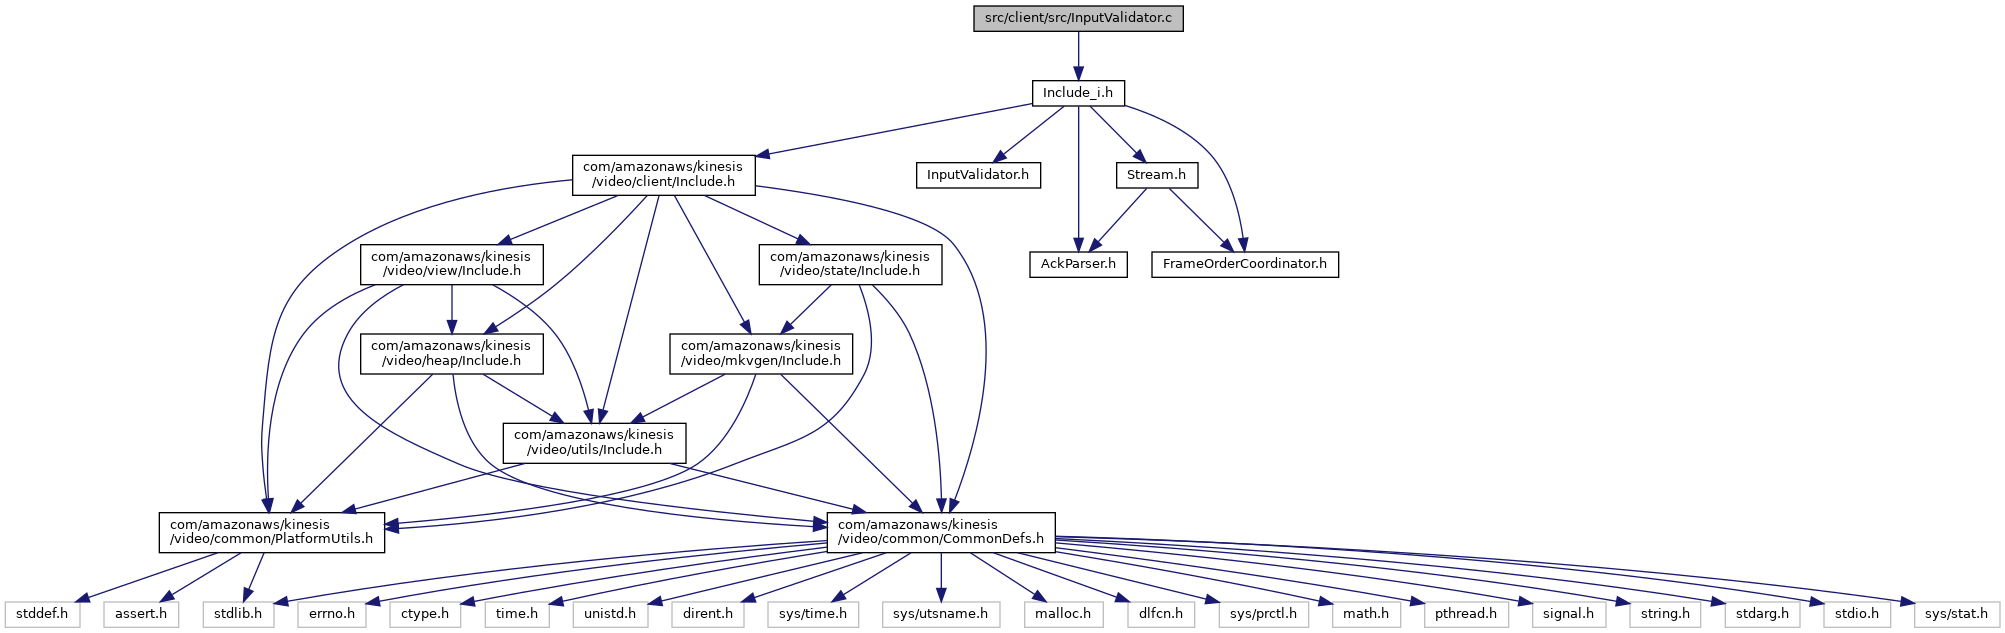 src/client/src/InputValidator.c
Include_i.h
com/amazonaws/kinesis
/video/client/Include.h
InputValidator.h
Stream.h
com/amazonaws/kinesis
/video/view/Include.h
com/amazonaws/kinesis
/video/state/Include.h
AckParser.h
FrameOrderCoordinator.h
com/amazonaws/kinesis
/video/heap/Include.h
com/amazonaws/kinesis
/video/mkvgen/Include.h
com/amazonaws/kinesis
/video/utils/Include.h
com/amazonaws/kinesis
/video/common/PlatformUtils.h
com/amazonaws/kinesis
/video/common/CommonDefs.h
stddef.h
assert.h
stdlib.h
errno.h
ctype.h
time.h
unistd.h
dirent.h
sys/time.h
sys/utsname.h
malloc.h
dlfcn.h
sys/prctl.h
math.h
pthread.h
signal.h
string.h
stdarg.h
stdio.h
sys/stat.h